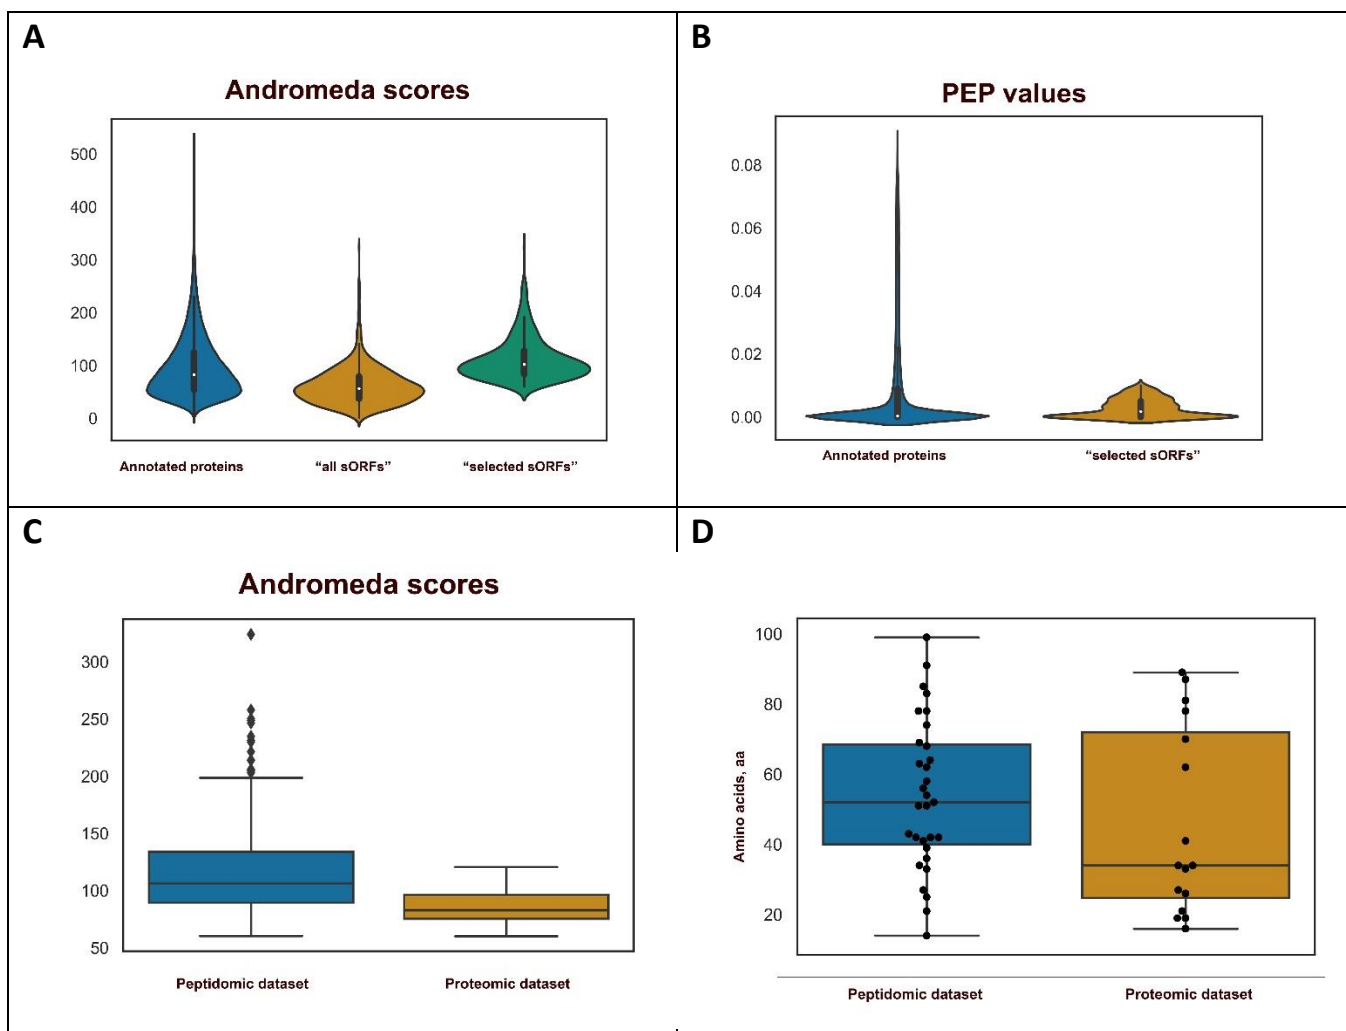 A
Andromeda scores
500
400
300
200
100
0
Annotated proteins
“all sORFs”
“selected sORFs”
B
PEP values
0.08
0.06
0.04
0.02
0.00
Annotated proteins
“selected sORFs”
C
Andromeda scores
300
250
200
150
100
50
Peptidomic dataset
Proteomic dataset
D
Amino acids, aa
100
80
60
40
20
Peptidomic dataset
Proteomic dataset